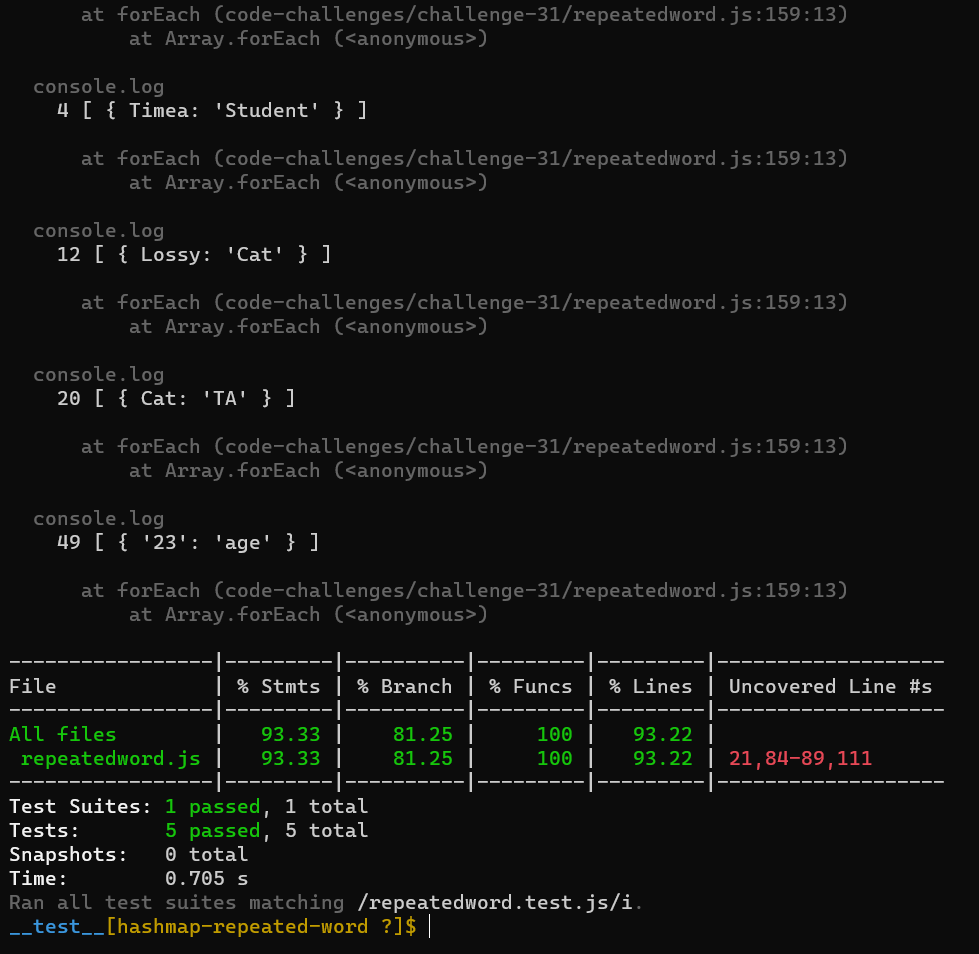 at forEach (code-challenges/challenge-31/repeatedword.js:159:13)
at Array.forEach (<anonymous>)
console.log
4 [ { Timea: 'Student' } ]
at forEach (code-challenges/challenge-31/repeatedword.js:159:13)
at Array.forEach (<anonymous>)
console.log
12 [ { Lossy: 'Cat' } ]
at forEach (code-challenges/challenge-31/repeatedword.js:159:13)
at Array.forEach (<anonymous>)
console.log
20 [ { Cat: 'TA' } ]
at forEach (code-challenges/challenge-31/repeatedword.js:159:13)
at Array.forEach (<anonymous>)
console.log
49 [ { '23': 'age' } ]
at forEach (code-challenges/challenge-31/repeatedword.js:159:13)
at Array.forEach (<anonymous>)
-----------------|---------|----------|---------|---------|-------------------
File             | % Stmts | % Branch | % Funcs | % Lines | Uncovered Line #s
-----------------|---------|----------|---------|---------|-------------------
All files        |   93.33 |    81.25 |     100 |   93.22 |
 repeatedword.js |   93.33 |    81.25 |     100 |   93.22 | 21,84-89,111
-----------------|---------|----------|---------|---------|-------------------
Test Suites: 1 passed, 1 total
Tests:       5 passed, 5 total
Snapshots:   0 total
Time:        0.705 s
Ran all test suites matching /repeatedword.test.js/i.
__test__[hashmap-repeated-word ?]$